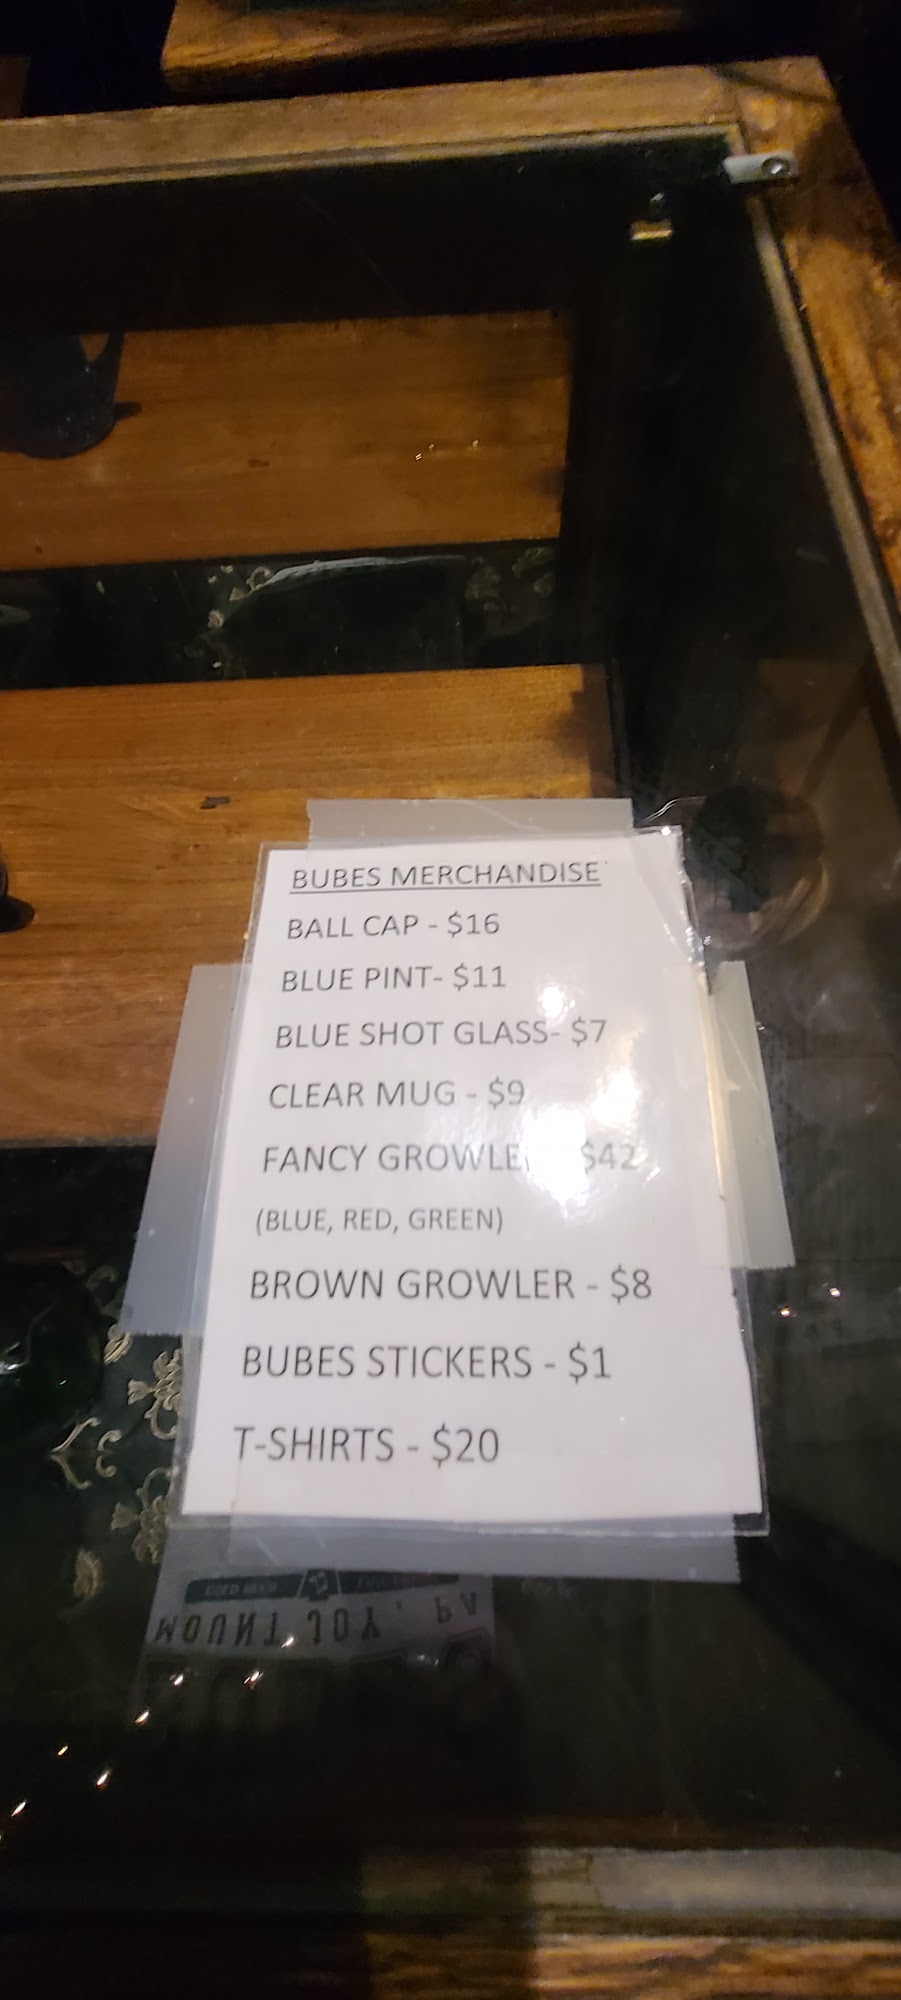 BUBES MERCHANDISE
BALL CAP - $16
BLUE PINT- $11
BLUE SHOT GLASS- $7
CLEAR MUG - $9
FANCY GROWLE $42
(BLUE, RED, GREEN)
BROWN GROWLER - $8
BUBES STICKERS - $1
T-SHIRTS - $20
MOUNT JOY, PA